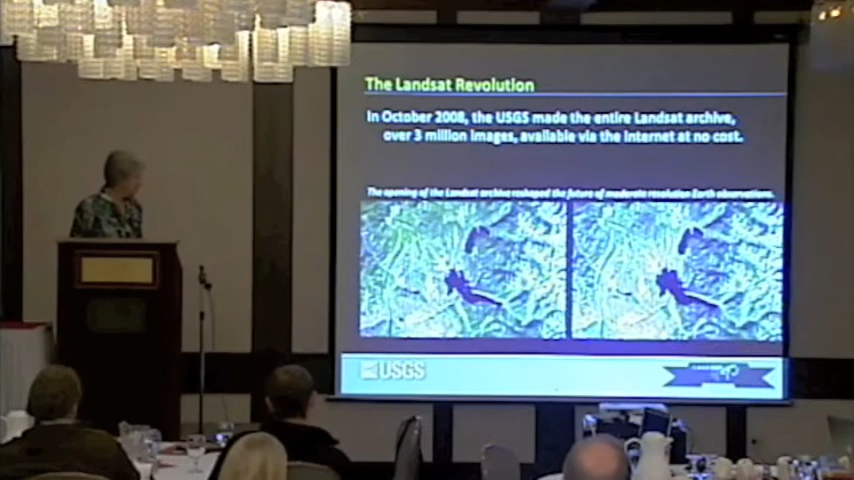 The Landsat Revolution
In October 2008, the USGS made the entire Landsat archive,
over 3 million images, available via the Internet at no cost.
The opening of the Landsat archive reshaped the future of moderate resolution Earth observations.
USGS